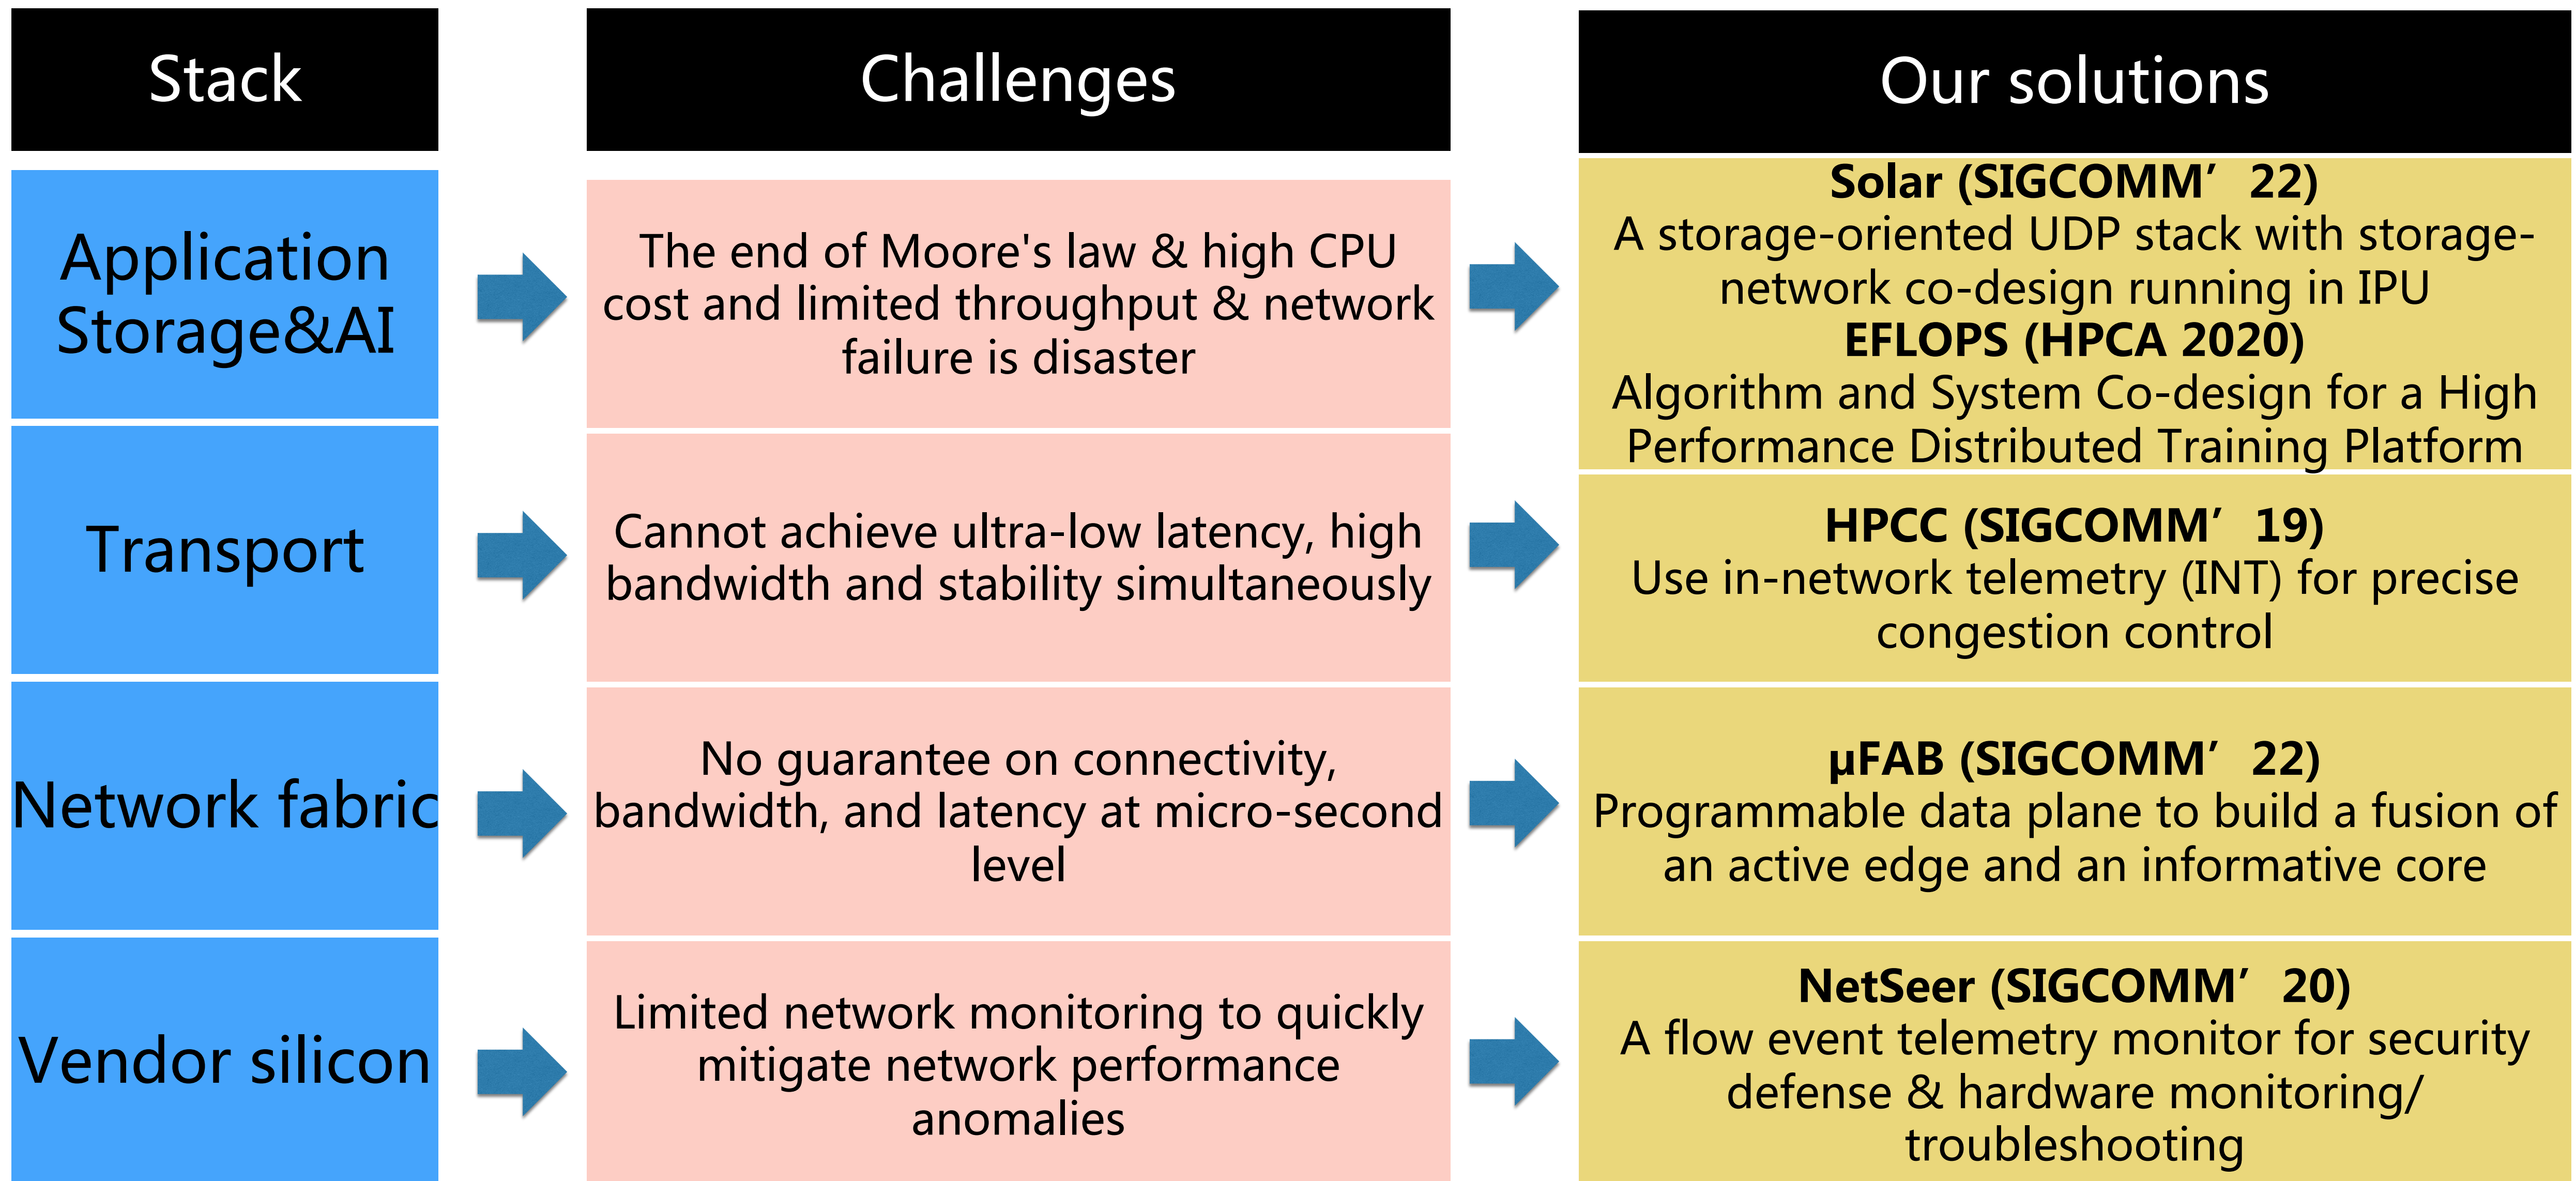 Stack
Challenges
Our solutions
Application
Storage&AI
The end of Moore's law & high CPU
cost and limited throughput & network
failure is disaster
Solar (SIGCOMM’ 22)
A storage-oriented UDP stack with storage-
network co-design running in IPU
EFLOPS (HPCA 2020)
Algorithm and System Co-design for a High
Performance Distributed Training Platform
Transport
Cannot achieve ultra-low latency, high
bandwidth and stability simultaneously
HPCC (SIGCOMM’ 19)
Use in-network telemetry (INT) for precise
congestion control
Network fabric
No guarantee on connectivity,
bandwidth, and latency at micro-second
level
μFAB (SIGCOMM’ 22)
Programmable data plane to build a fusion of
an active edge and an informative core
Vendor silicon
Limited network monitoring to quickly
mitigate network performance
anomalies
NetSeer (SIGCOMM’ 20)
A flow event telemetry monitor for security
defense & hardware monitoring/
troubleshooting